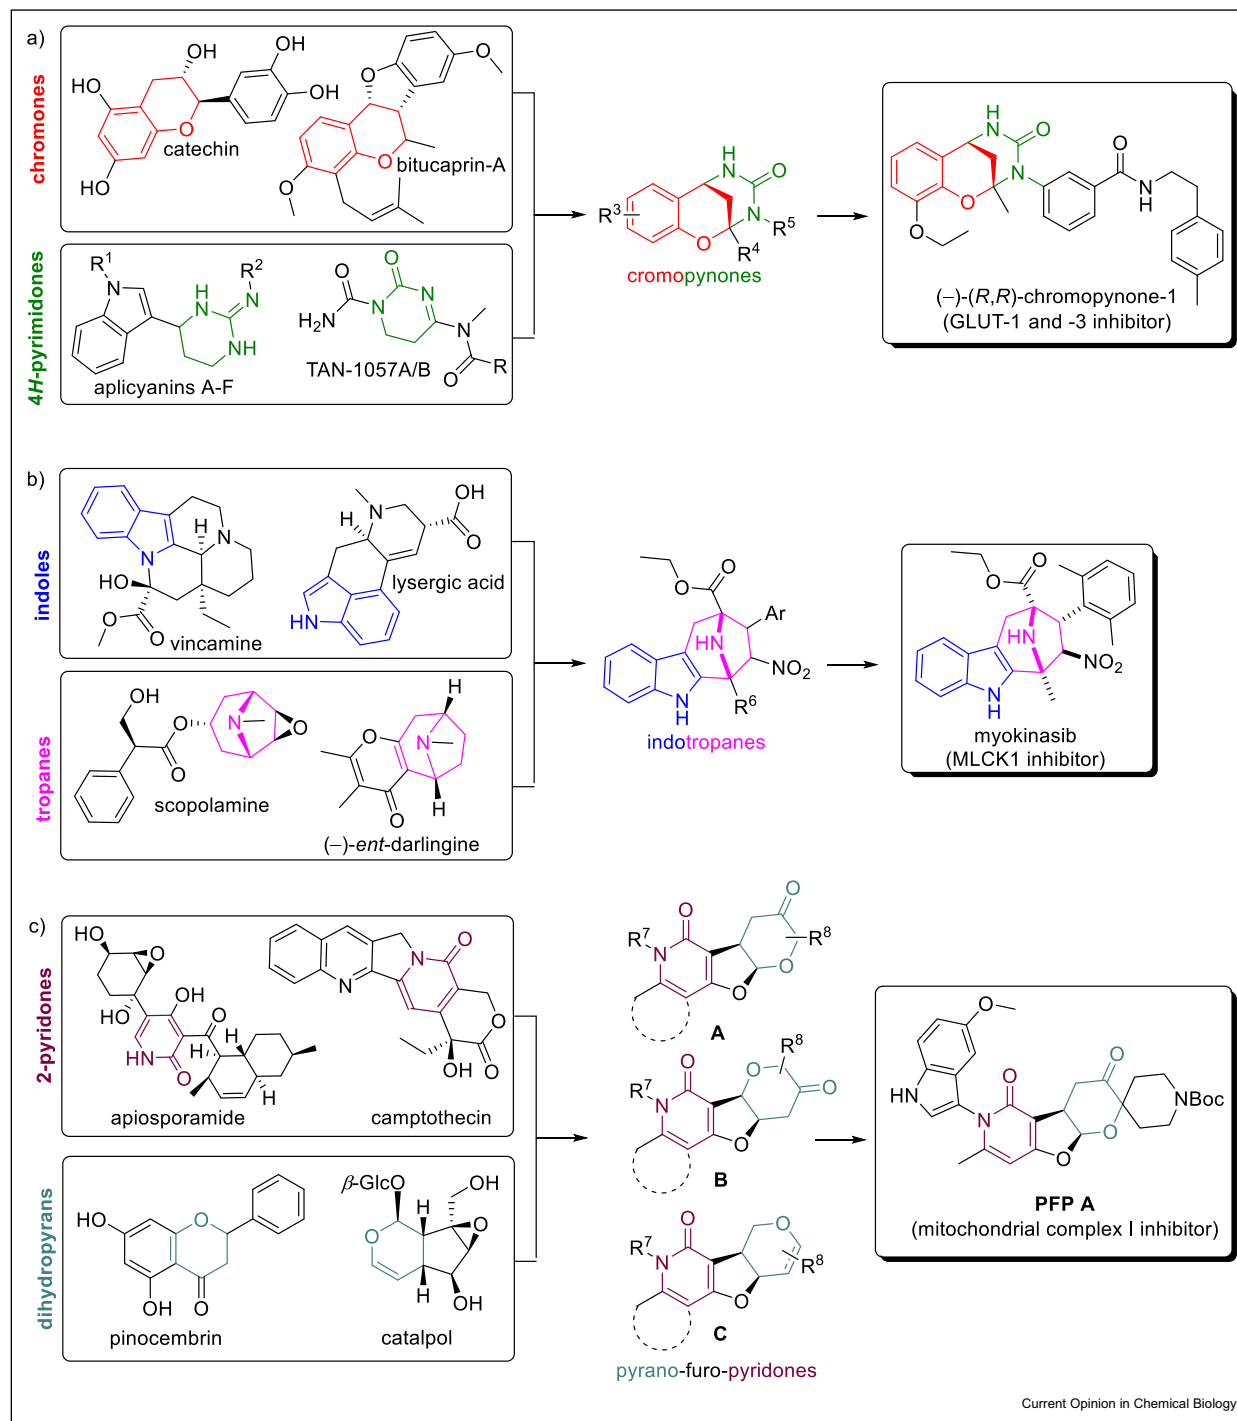 a)
chromones
OH
OH
HO
OH
O
HO
catechin
O
O
O
O
bitucaprin-A
4H-pyrimidones
R1
N
R2
H
N
N
NH
aplicyanins A-F
O
O
N
N
H2N
N
O
R
TAN-1057A/B
H
N
O
R3
N
R5
O
R4
cromopynones
H
N
O
N
O
O
O
N
H
(–)-(R,R)-chromopynone-1
(GLUT-1 and -3 inhibitor)
b)
indoles
H
N
N
HO
O
O
vincamine
OH
N
H
O
HN
lysergic acid
tropanes
OH
O
N
O
O
scopolamine
H
O
N
O
H
(–)-ent-darlingine
O
O
Ar
HN
NO2
N
H
R6
indotropanes
O
O
HN
NO2
N
H
myokinasib
(MLCK1 inhibitor)
c)
2-pyridones
HO
O
HO
OH
O
H
H
HN
O
H
apiosporamide
O
N
N
O
OH
O
camptothecin
dihydropyrans
HO
O
OH
O
pinocembrin
β-GlcO
OH
H
O
O
H
OH
catalpol
O
O
R7
N
R8
O
O
A
R8
O
O
R7
N
O
O
B
O
O
R7
N
R8
O
C
pyrano-furo-pyridones
O
HN
O
O
N
NBoc
O
O
PFP A
(mitochondrial complex I inhibitor)
Current Opinion in Chemical Biology